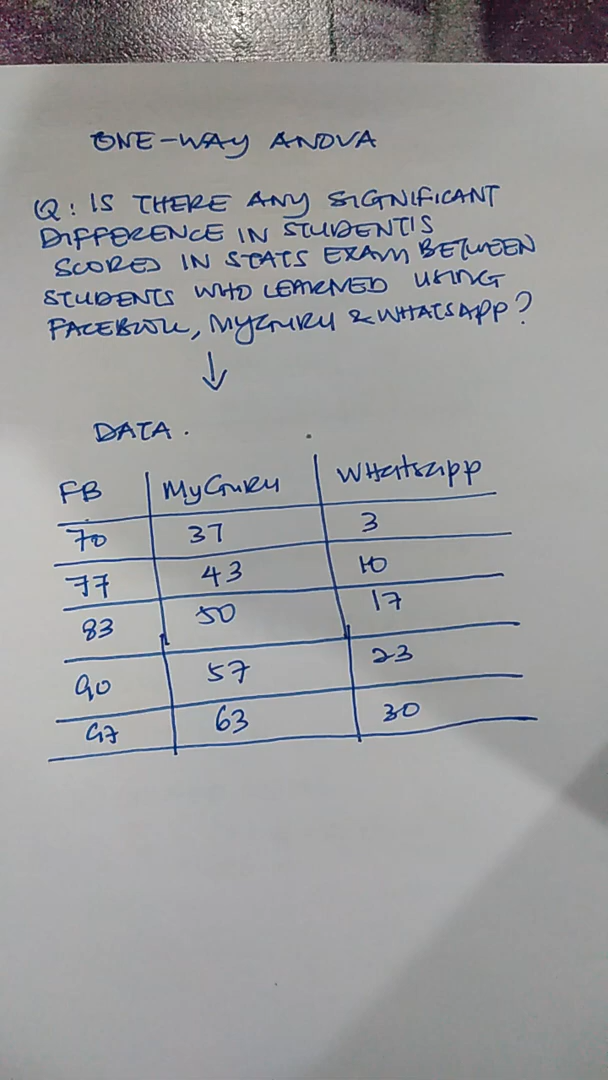 ONE-WAY ANOVA
Q: IS THERE ANY SIGNIFICANT
DIFFERENCE IN STUDENTIS
SCORED IN STATS EXAM BETWEEN
STUDENTS WHO LEARNED USING
FACEBOOK, MYGURU & WHATSAPP?
DATA.
FB MyGuru WHatsapp
70 37 3
77 43 10
83 50 17
90 57 23
97 63 30